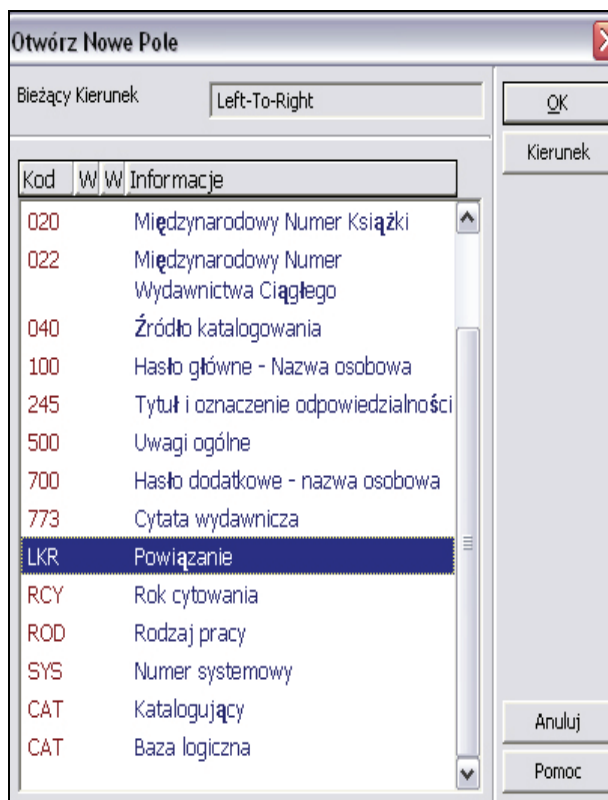 Otwórz Nowe Pole
Bieżący Kierunek Left-To-Right
OK
Kierunek
Kod W W Informacje
020 Międzynarodowy Numer Książki
022 Międzynarodowy Numer
Wydawnictwa Ciągłego
040 Źródło katalogowania
100 Hasło główne - Nazwa osobowa
245 Tytuł i oznaczenie odpowiedzialności
500 Uwagi ogólne
700 Hasło dodatkowe - nazwa osobowa
773 Cytata wydawnicza
LKR Powiązanie
RCY Rok cytowania
ROD Rodzaj pracy
SYS Numer systemowy
CAT Katalogujący
CAT Baza logiczna
Anuluj
Pomoc